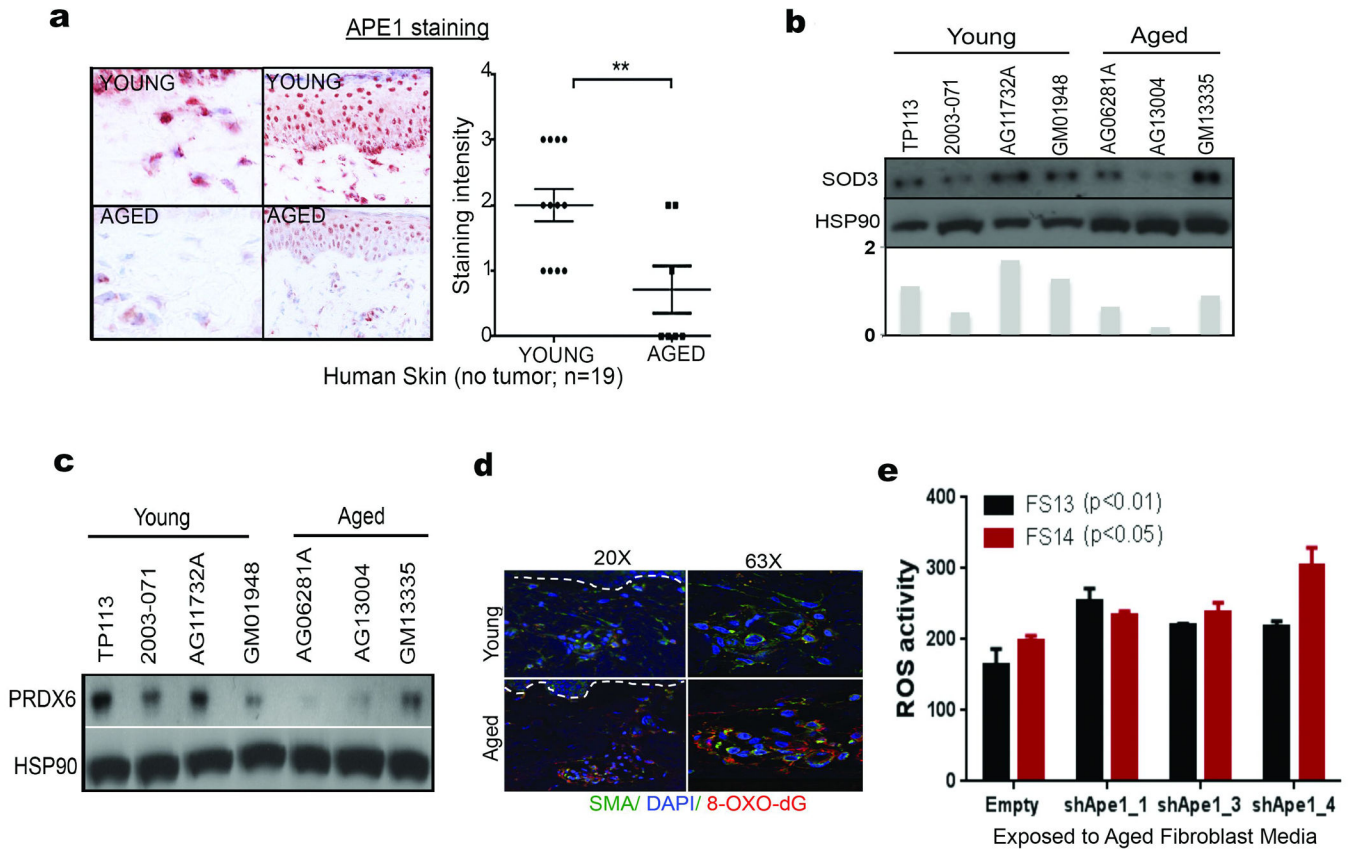 a
APE1 staining
YOUNG
YOUNG
AGED
AGED
Staining intensity
4
3
2
1
0
**
YOUNG
AGED
Human Skin (no tumor; n=19)
b
Young
Aged
TP113
2003-071
AG11732A
GM01948
AG06281A
AG13004
GM13335
SOD3
HSP90
2
0
c
Young
Aged
TP113
2003-071
AG11732A
GM01948
AG06281A
AG13004
GM13335
PRDX6
HSP90
d
20X
63X
Young
Aged
SMA/ DAPI/ 8-OXO-dG
e
ROS activity
400
300
200
100
0
FS13 (p<0.01)
FS14 (p<0.05)
Empty
shApe1_1
shApe1_3
shApe1_4
Exposed to Aged Fibroblast Media